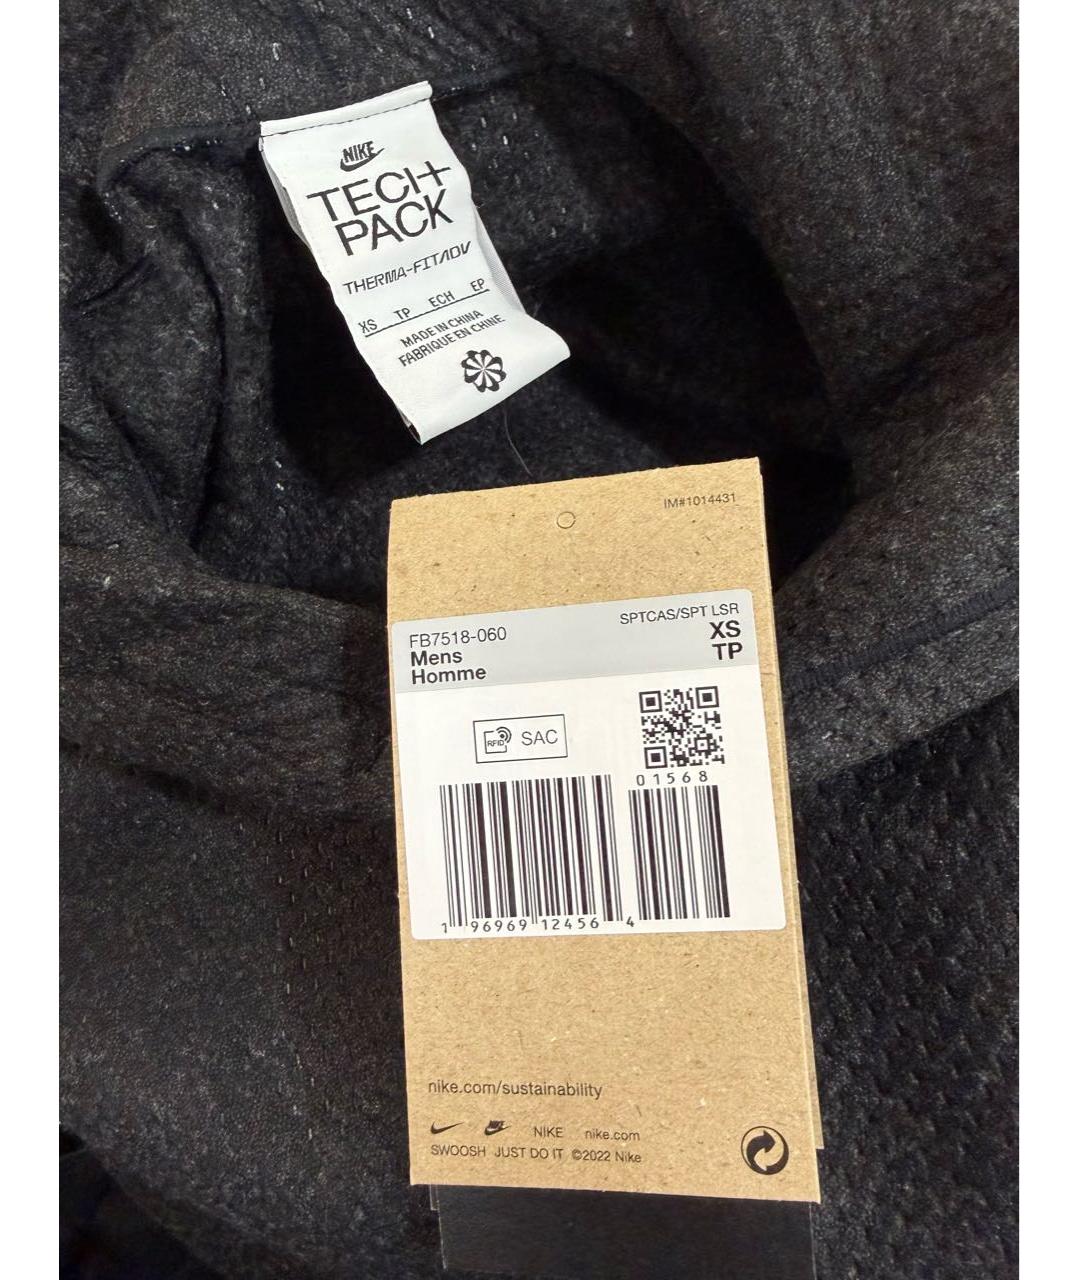 NIKE
TECH
PACK
THERMA-FIT ADV
XS TP ECH EP
MADE IN CHINA
FABRIQUE EN CHINE
IM#1014431
SPTCAS/SPT LSR
FB7518-060
XS
Mens
TP
Homme
RFID SAC
01568
1 96969 12456 4
nike.com/sustainability
NIKE nike.com
SWOOSH JUST DO IT ©2022 Nike